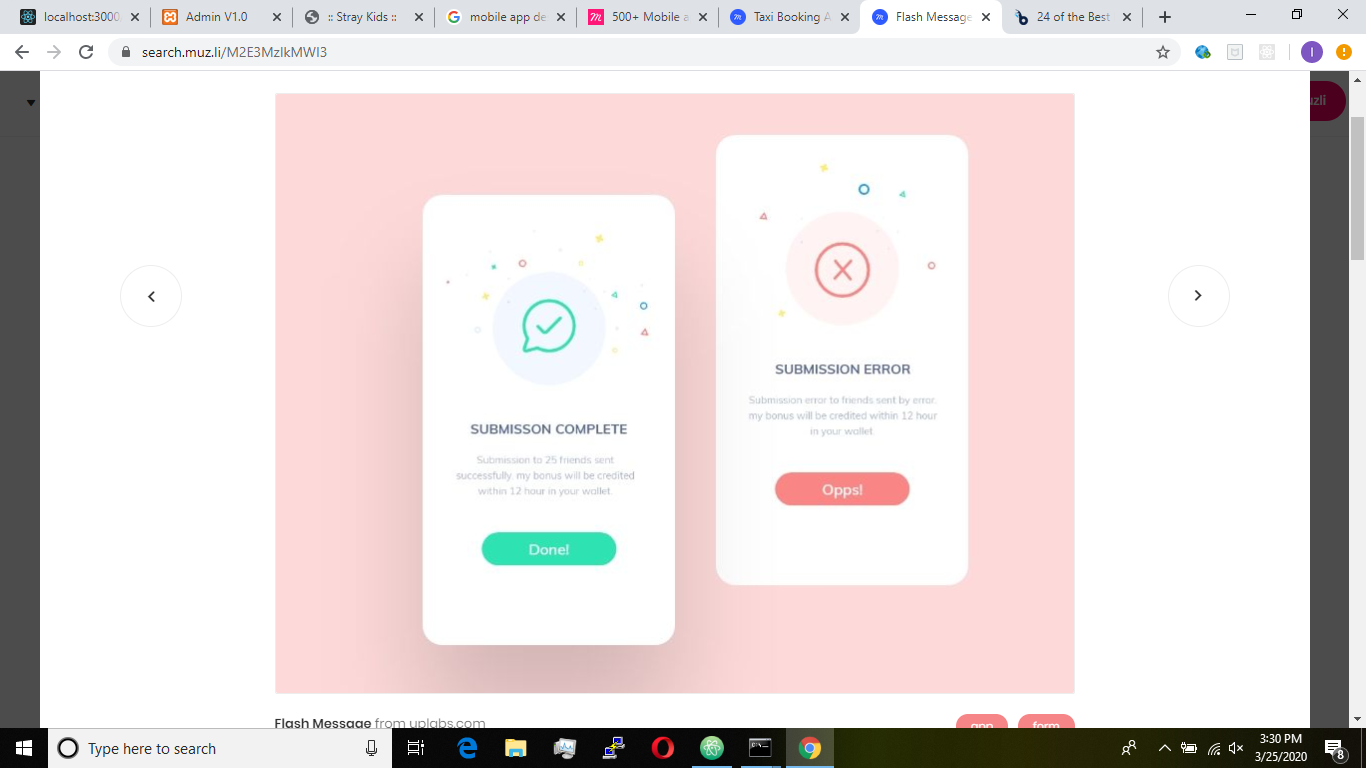 localhost:3000
Admin V1.0
:: Stray Kids ::
mobile app de
500+ Mobile a
Taxi Booking A
Flash Message
24 of the Best
search.muz.li/M2E3MzlkMWI3
I
zli
SUBMISSON COMPLETE
Submission to 25 friends sent
successfully. my bonus will be credited
within 12 hour in your wallet.
Done!
SUBMISSION ERROR
Submission error to friends sent by error.
my bonus will be credited within 12 hour
in your wallet
Opps!
Flash Message from uplabs.com
app
form
Type here to search
3:30 PM
3/25/2020
8